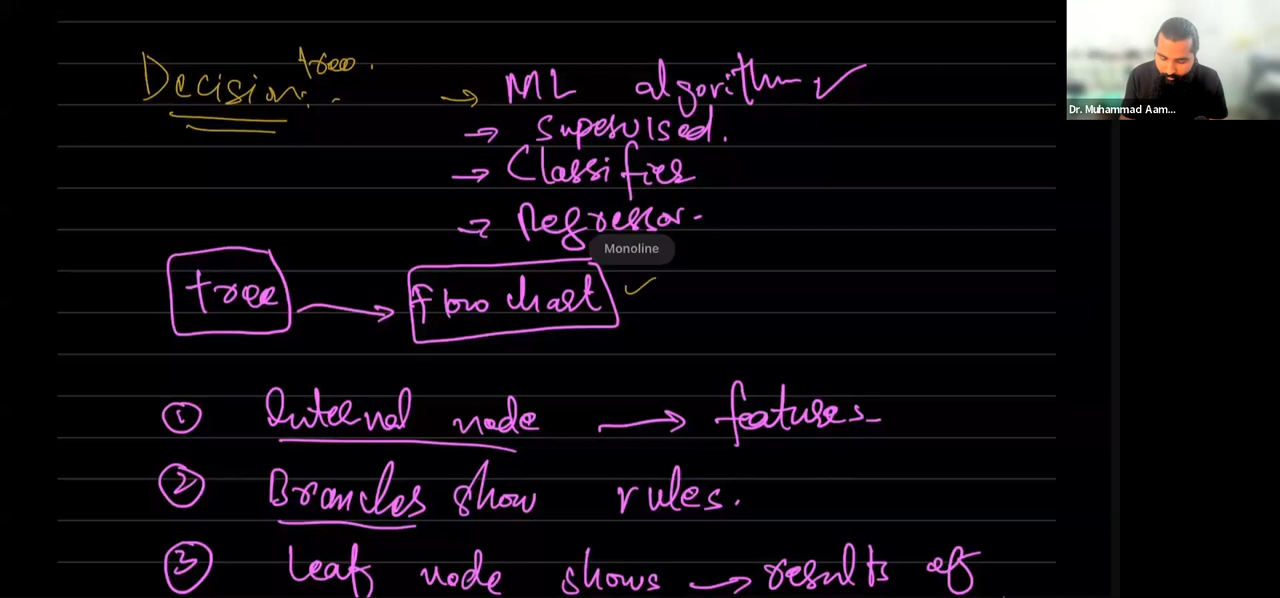 Decision tree.
→ ML algorithm ✓
→ Supervised.
→ Classifier
→ Regressor.
Monoline
tree → flow chart ✓
① Internal node → features
② Branches show rules.
③ Leaf node shows → results of
Dr. Muhammad Aam...